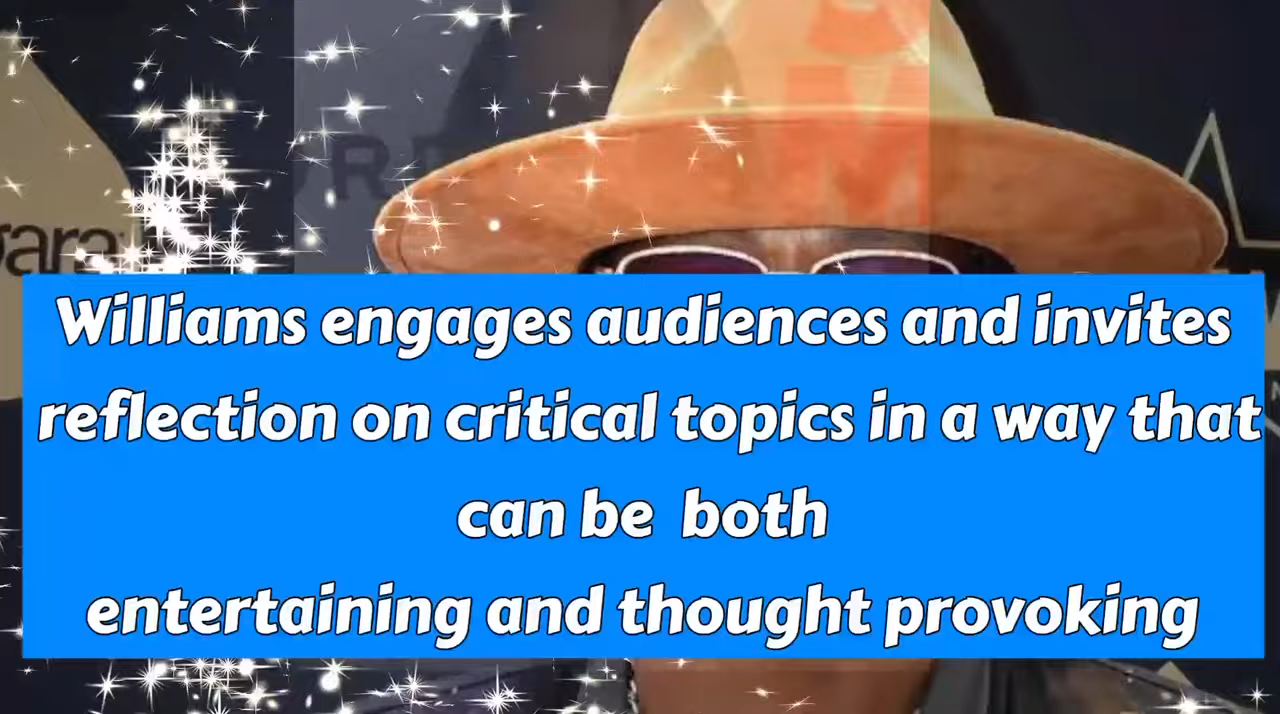 Williams engages audiences and invites
reflection on critical topics in a way that
can be both
entertaining and thought provoking